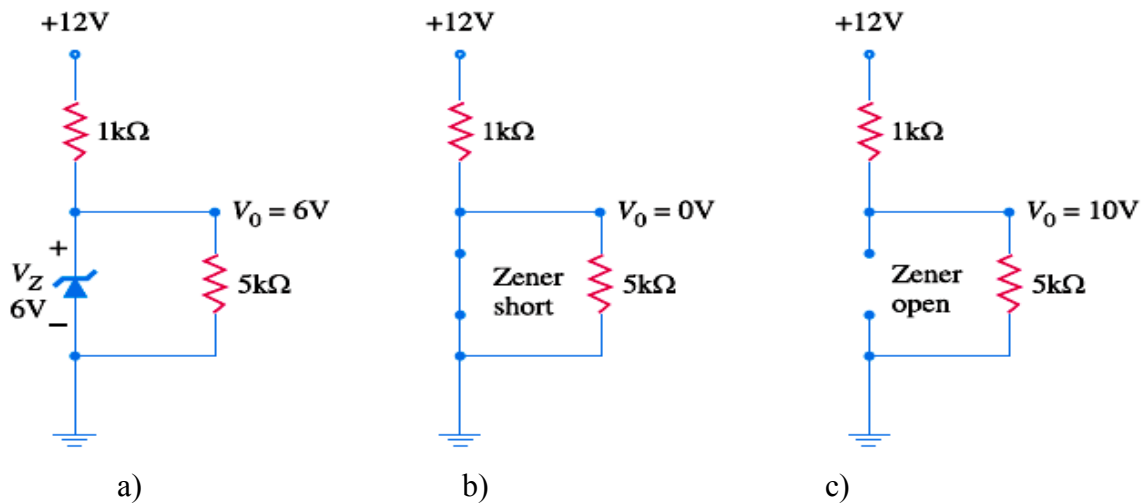 +12V +12V +12V
1kΩ 1kΩ 1kΩ
V0 = 6V V0 = 0V V0 = 10V
+
VZ
6V
−
5kΩ
Zener
short
5kΩ
Zener
open
5kΩ
a) b) c)